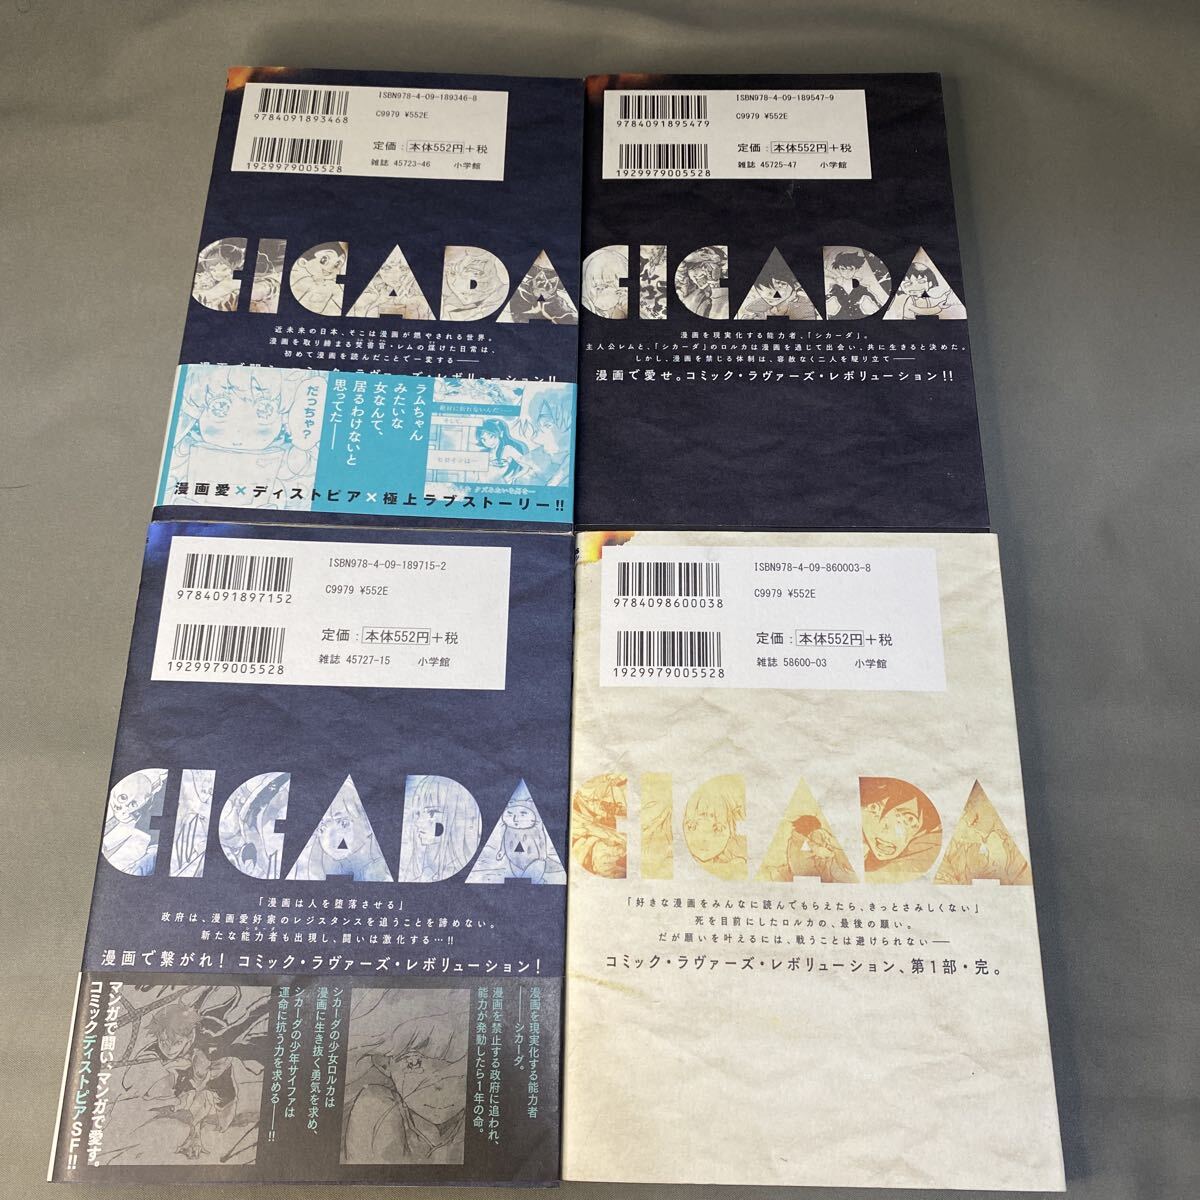 ISBN978-4-09-189346-8
9784091893468
C9979 ¥552E
定価：本体552円+税
1929979005528
雑誌 45723-46 小学館
CICADA
近未来の日本、そこは漫画が燃やされる世界。
漫画を取り締まる焚書官・レムの煤けた日常は、
初めて漫画を読んだことで一変する――
だっちゃ？
ラムちゃん
みたいな
女なんて、
居るわけないと
思ってた――
漫画愛×ディストピア×極上ラブストーリー!!
ISBN978-4-09-189547-9
9784091895479
C9979 ¥552E
定価：本体552円+税
1929979005528
雑誌 45725-47 小学館
CICADA
漫画を現実化する能力者、「シカーダ」。
主人公レムと、「シカーダ」のロルカは漫画を通じて出会い、共に生きると決めた。
しかし、漫画を禁じる体制は、容赦なく二人を駆り立て――
漫画で愛せ。コミック・ラヴァーズ・レボリューション!!
ISBN978-4-09-189715-2
9784091897152
C9979 ¥552E
定価：本体552円+税
1929979005528
雑誌 45727-15 小学館
CICADA
「漫画は人を堕落させる」
政府は、漫画愛好家のレジスタンスを追うことを諦めない。
新たな能力者も出現し、闘いは激化する…!!
漫画で繋がれ！ コミック・ラヴァーズ・レボリューション！
漫画を現実化する能力者
――シカーダ。
漫画を禁止する政府に追われ、
能力が発動したら1年の命。
シカーダの少女ロルカは
漫画に生き抜く勇気を求め、
シカーダの少年サイファは
運命に抗う力を求める――!!
マンガで闘い、マンガで愛す。
コミックディストピアSF!!
ISBN978-4-09-860003-8
9784098600038
C9979 ¥552E
定価：本体552円+税
1929979005528
雑誌 58600-03 小学館
CICADA
「好きな漫画をみんなに読んでもらえたら、きっとさみしくない」
死を目前にしたロルカの、最後の願い。
だが願いを叶えるには、戦うことは避けられない――
コミック・ラヴァーズ・レボリューション、第1部・完。